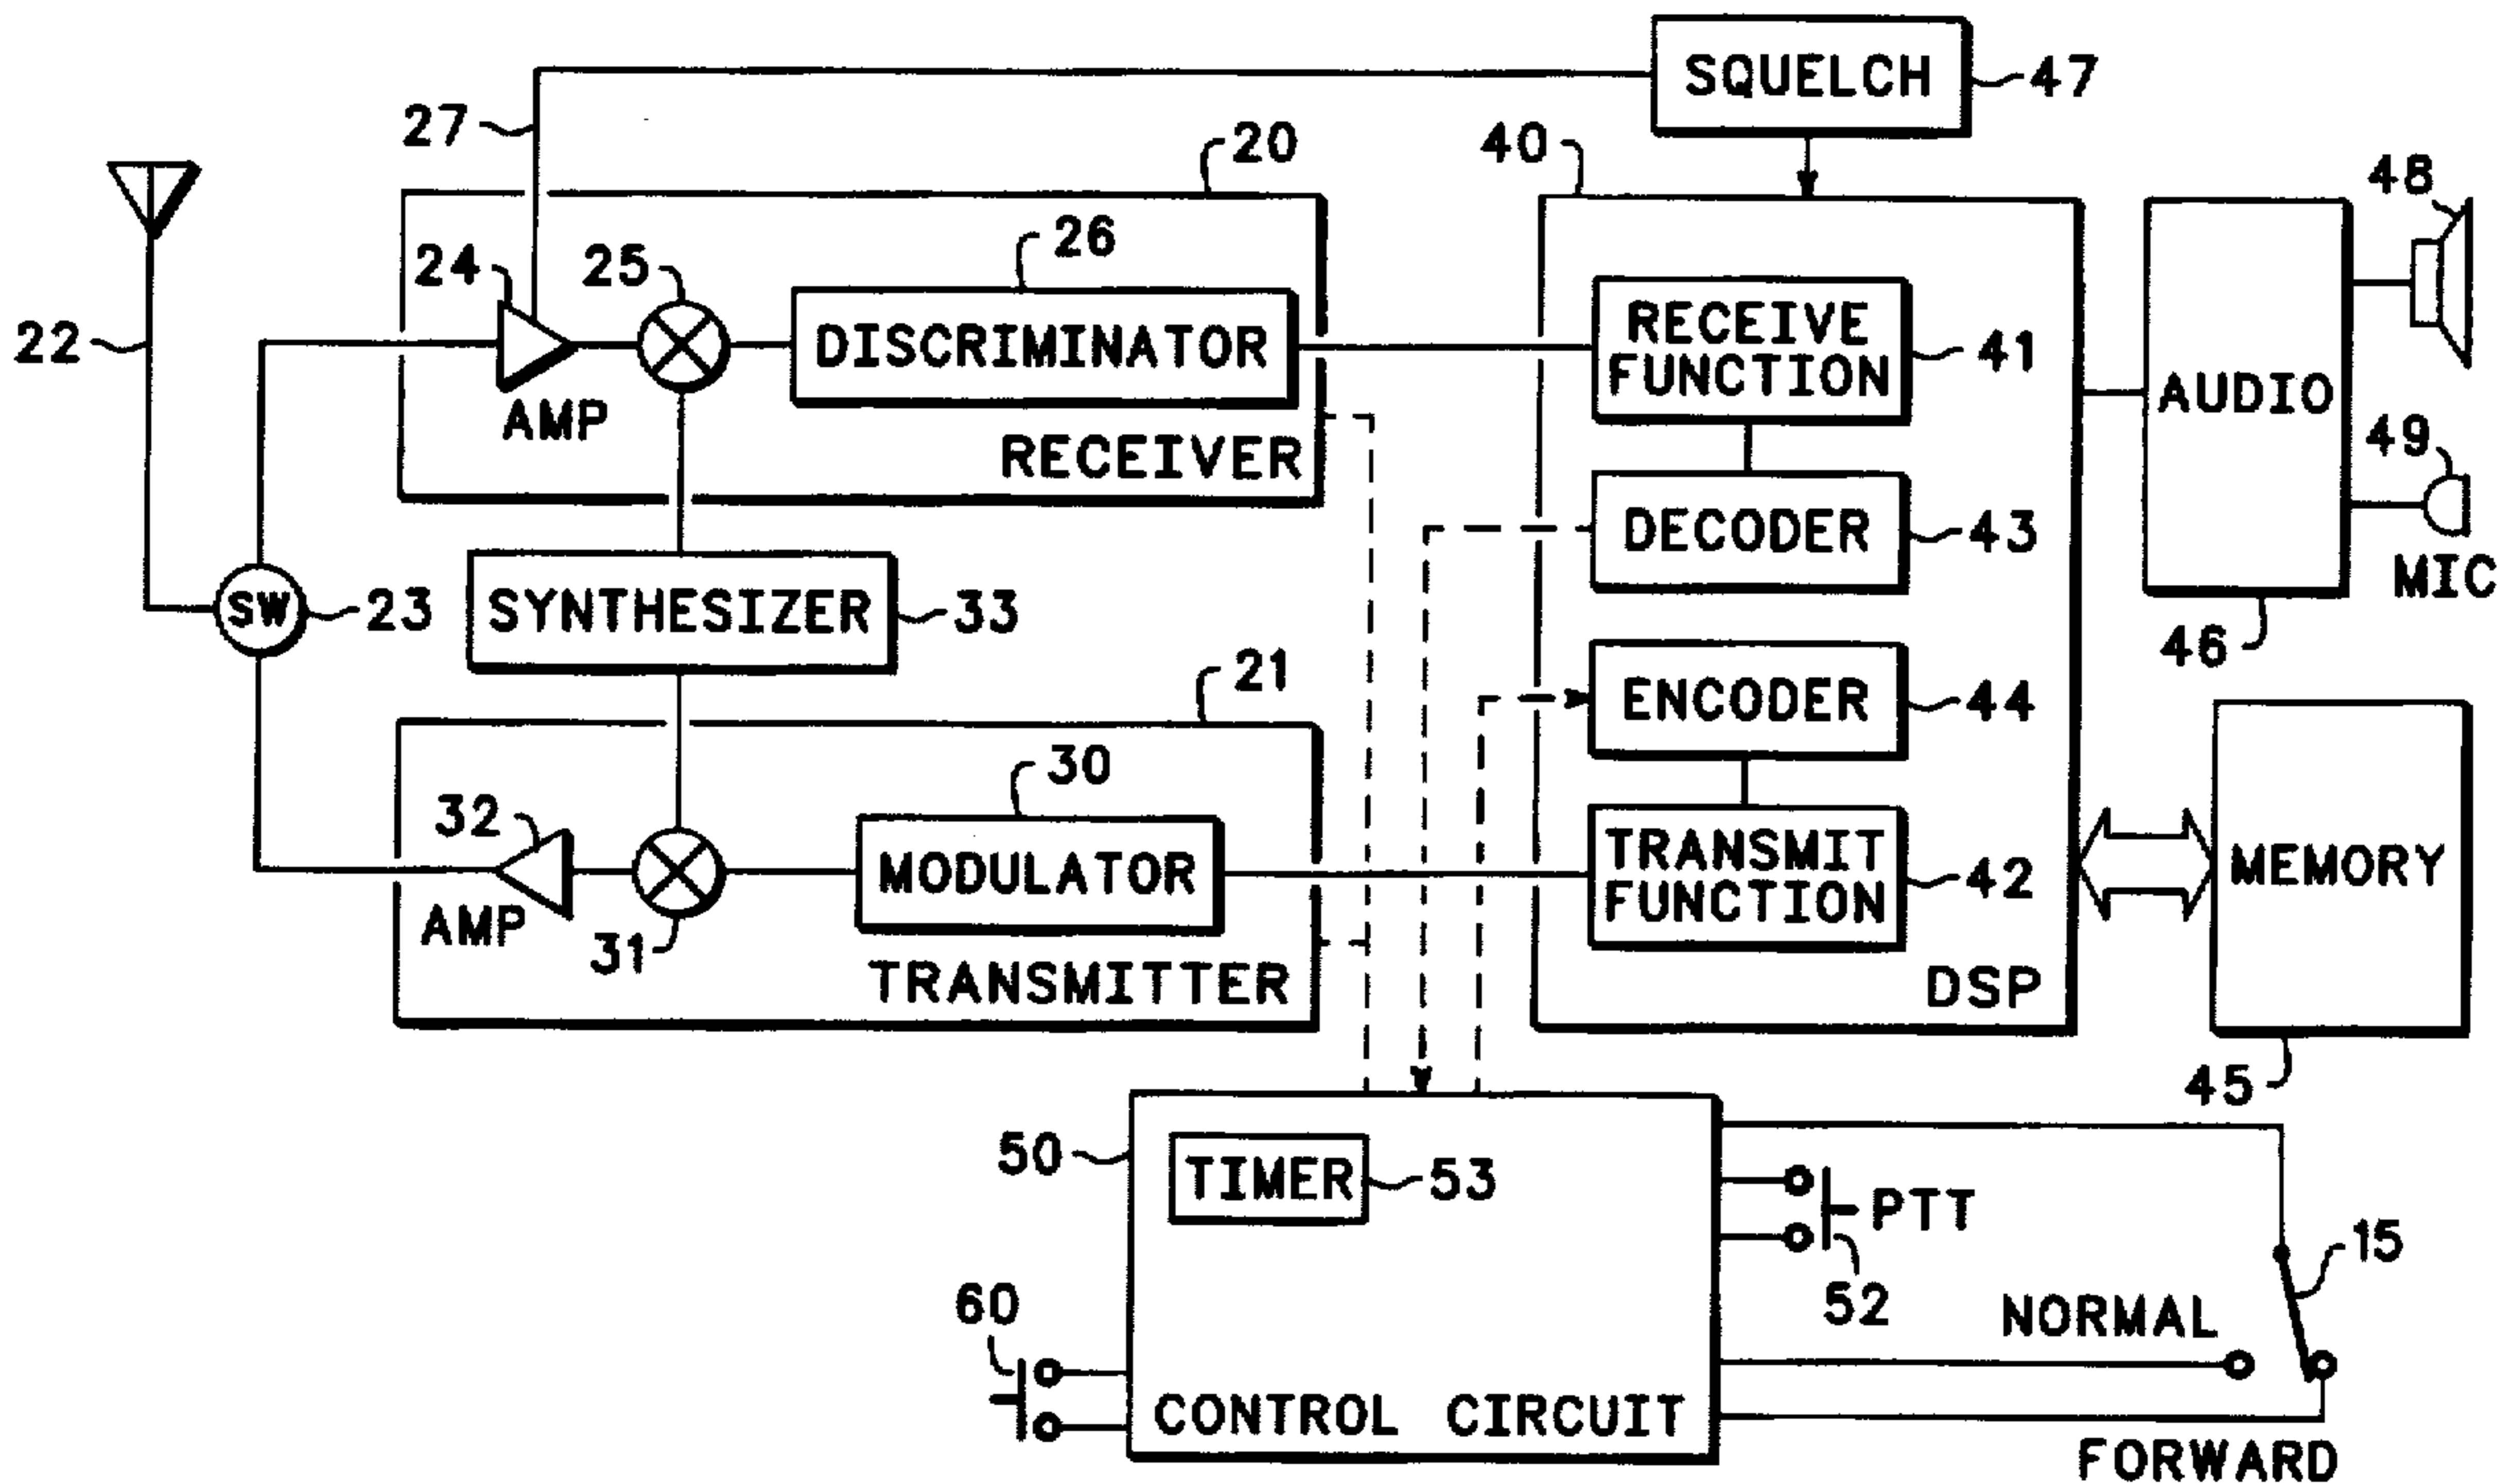 SQUELCH
47
27
20
40
48
24
25
26
22
RECEIVE
FUNCTION
41
DISCRIMINATOR
AUDIO
AMP
RECEIVER
49
DECODER
43
MIC
SW
23
SYNTHESIZER
33
46
21
ENCODER
44
30
32
TRANSMIT
FUNCTION
42
MODULATOR
MEMORY
AMP
31
TRANSMITTER
DSP
45
50
TIMER
53
PTT
15
52
60
NORMAL
CONTROL CIRCUIT
FORWARD